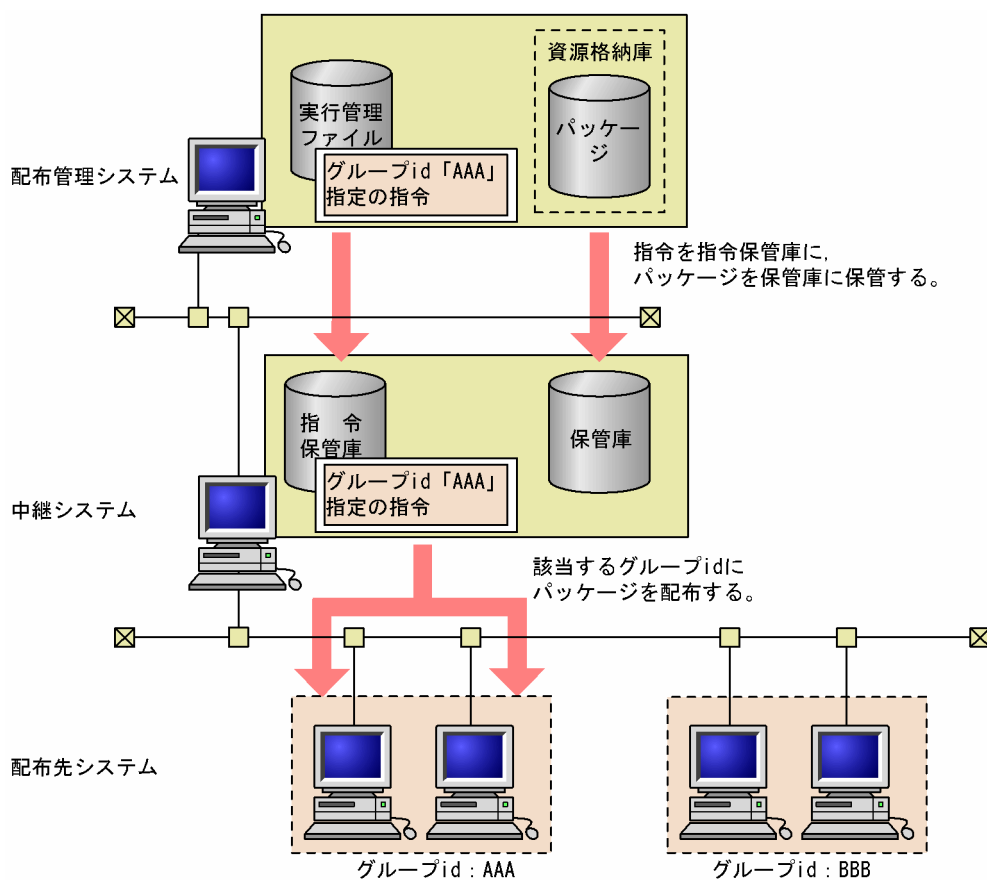 資源格納庫
実行管理
ファイル
パッケー
ジ
グループid「AAA」
指定の指令
配布管理システム
指令を指令保管庫に,
パッケージを保管庫に保管する。
指　令
保管庫
保管庫
グループid「AAA」
指定の指令
中継システム
該当するグループidに
パッケージを配布する。
配布先システム
グループid：AAA
グループid：BBB